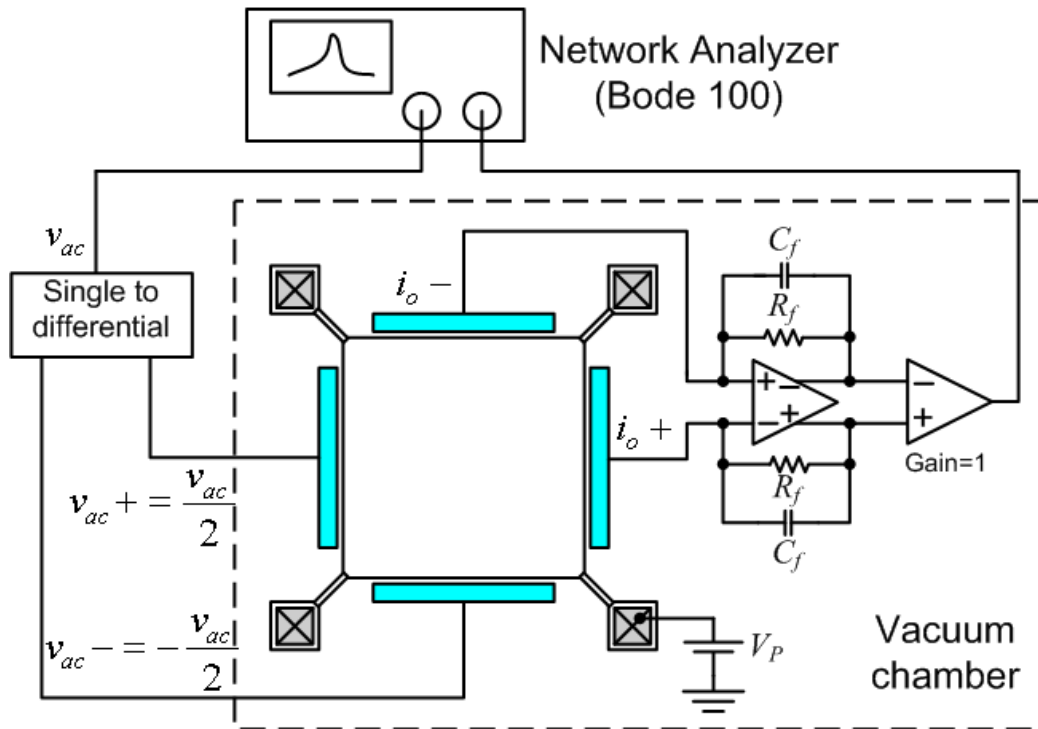 Network Analyzer
(Bode 100)
v_ac
Single to
differential
i_o −
C_f
R_f
+ −
− +
−
+
Gain=1
i_o +
R_f
C_f
v_ac + = v_ac/2
v_ac − = − v_ac/2
V_P
Vacuum
chamber